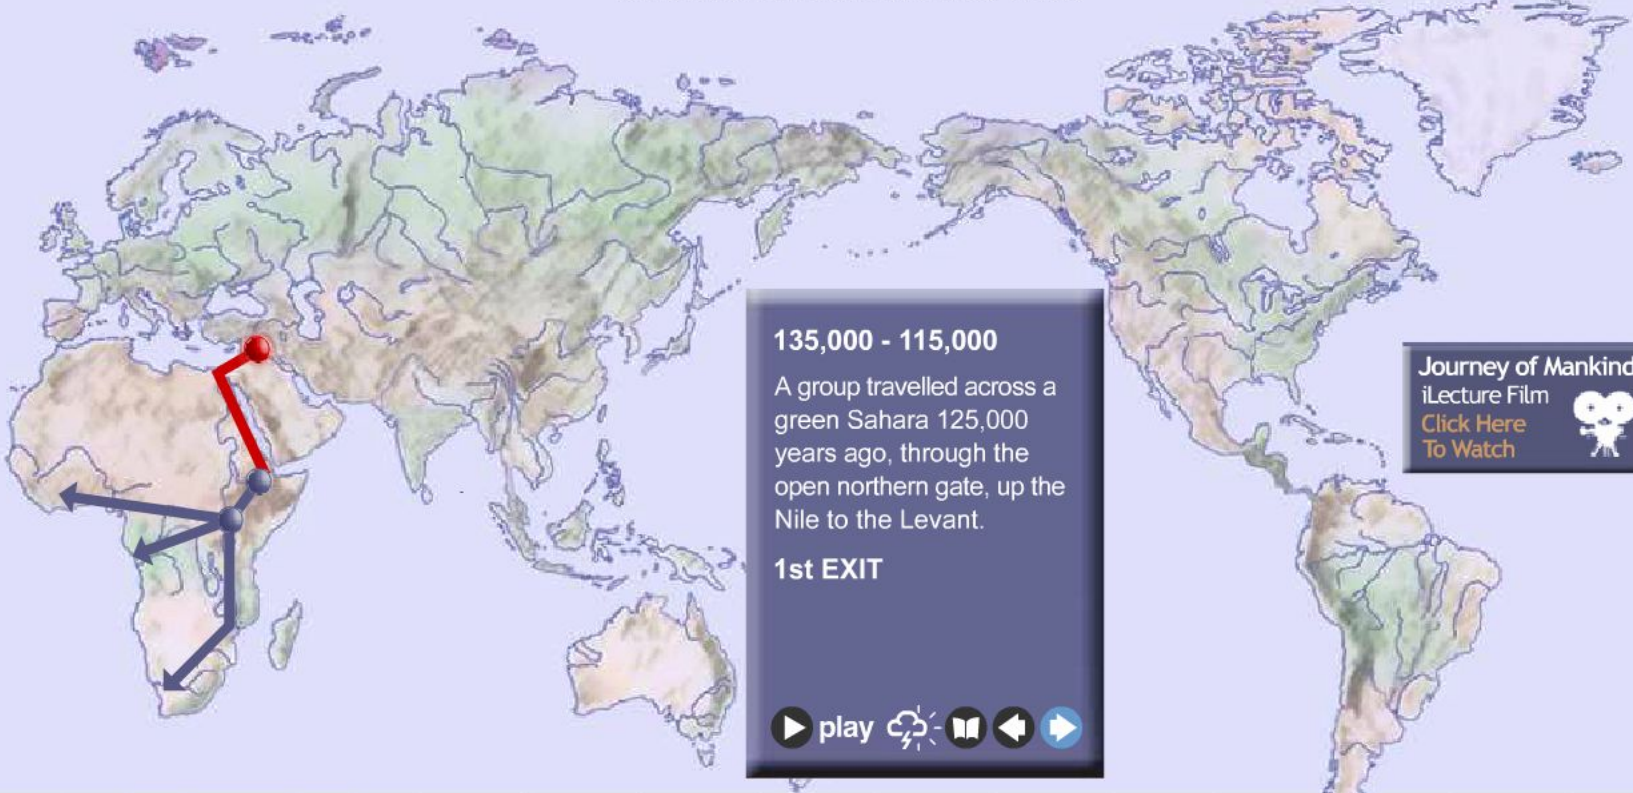 135,000 - 115,000
A group travelled across a
green Sahara 125,000
years ago, through the
open northern gate, up the
Nile to the Levant.
1st EXIT
play
Journey of Mankind
iLecture Film
Click Here
To Watch